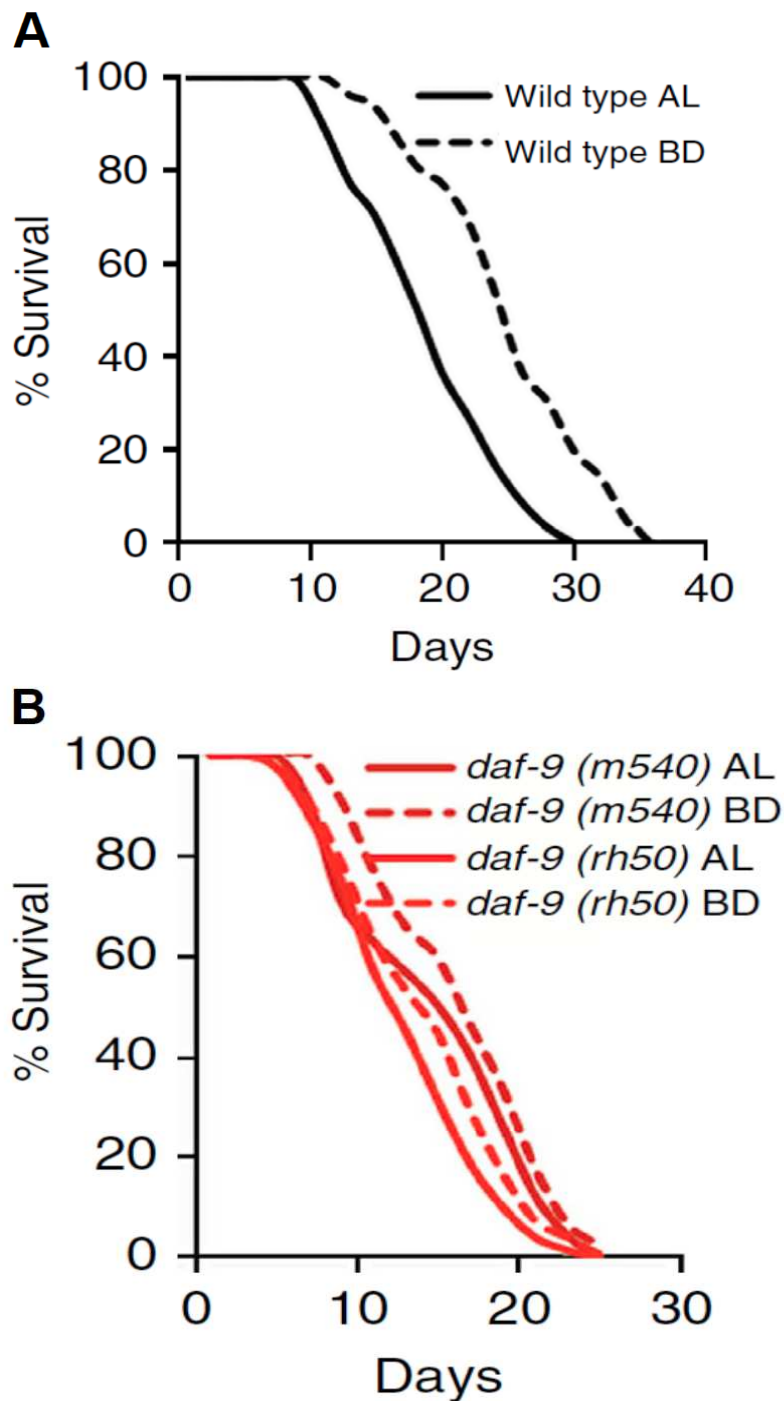 A
100
80
60
40
20
0
% Survival
Wild type AL
Wild type BD
0 10 20 30 40
Days
B
100
80
60
40
20
0
% Survival
daf-9 (m540) AL
daf-9 (m540) BD
daf-9 (rh50) AL
daf-9 (rh50) BD
0 10 20 30
Days